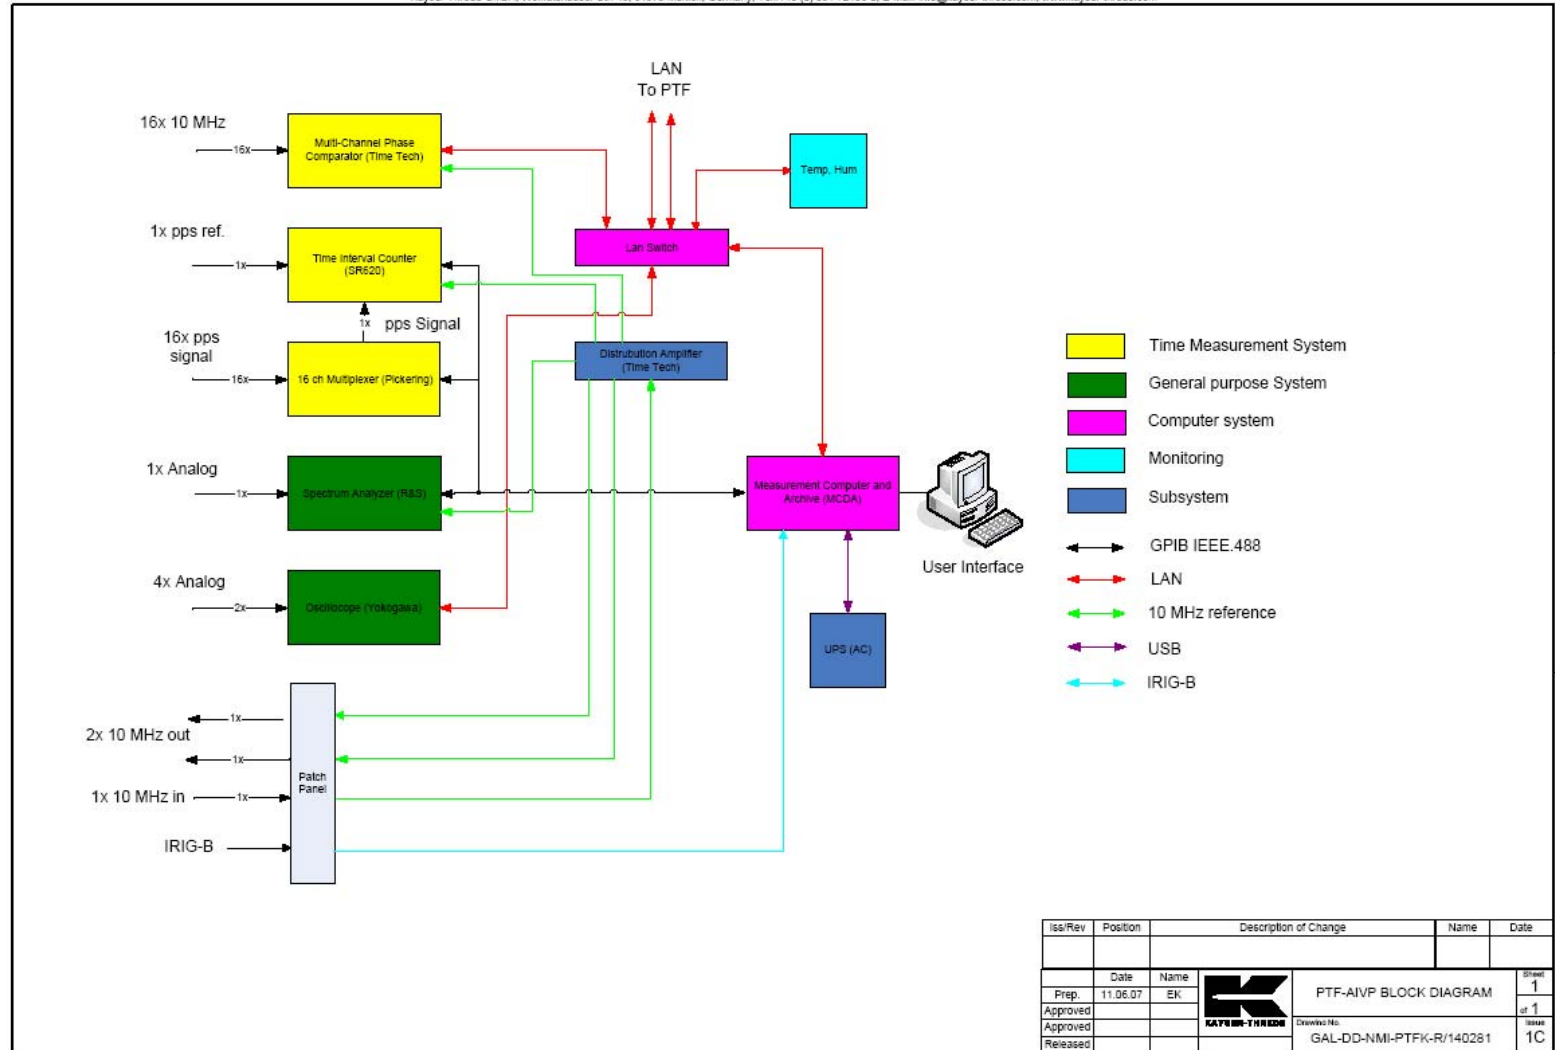 LAN
To PTF
16x 10 MHz
16x
Multi-Channel Phase
Comparator (Time Tech)
Temp, Hum
1x pps ref.
1x
Time Interval Counter
(SR620)
Lan Switch
1x
pps Signal
16x pps
signal
16x
16 ch Multiplexer (Pickering)
Distrubution Amplifier
(Time Tech)
Time Measurement System
General purpose System
Computer system
Monitoring
Subsystem
1x Analog
1x
Spectrum Analyzer (R&S)
Measurement Computer and
Archive (MCDA)
User Interface
GPIB IEEE.488
LAN
10 MHz reference
USB
IRIG-B
4x Analog
2x
Oscillocope (Yokogawa)
UPS (AC)
1x
2x 10 MHz out
1x
Patch
Panel
1x 10 MHz in
1x
IRIG-B
Iss/Rev Position Description of Change Name Date
Date Name
Prep. 11.06.07 EK
Approved
Approved
Released
KAYSER-THREDE
PTF-AIVP BLOCK DIAGRAM
Sheet
1
of 1
Drawing No.
GAL-DD-NMI-PTFK-R/140281
Issue
1C